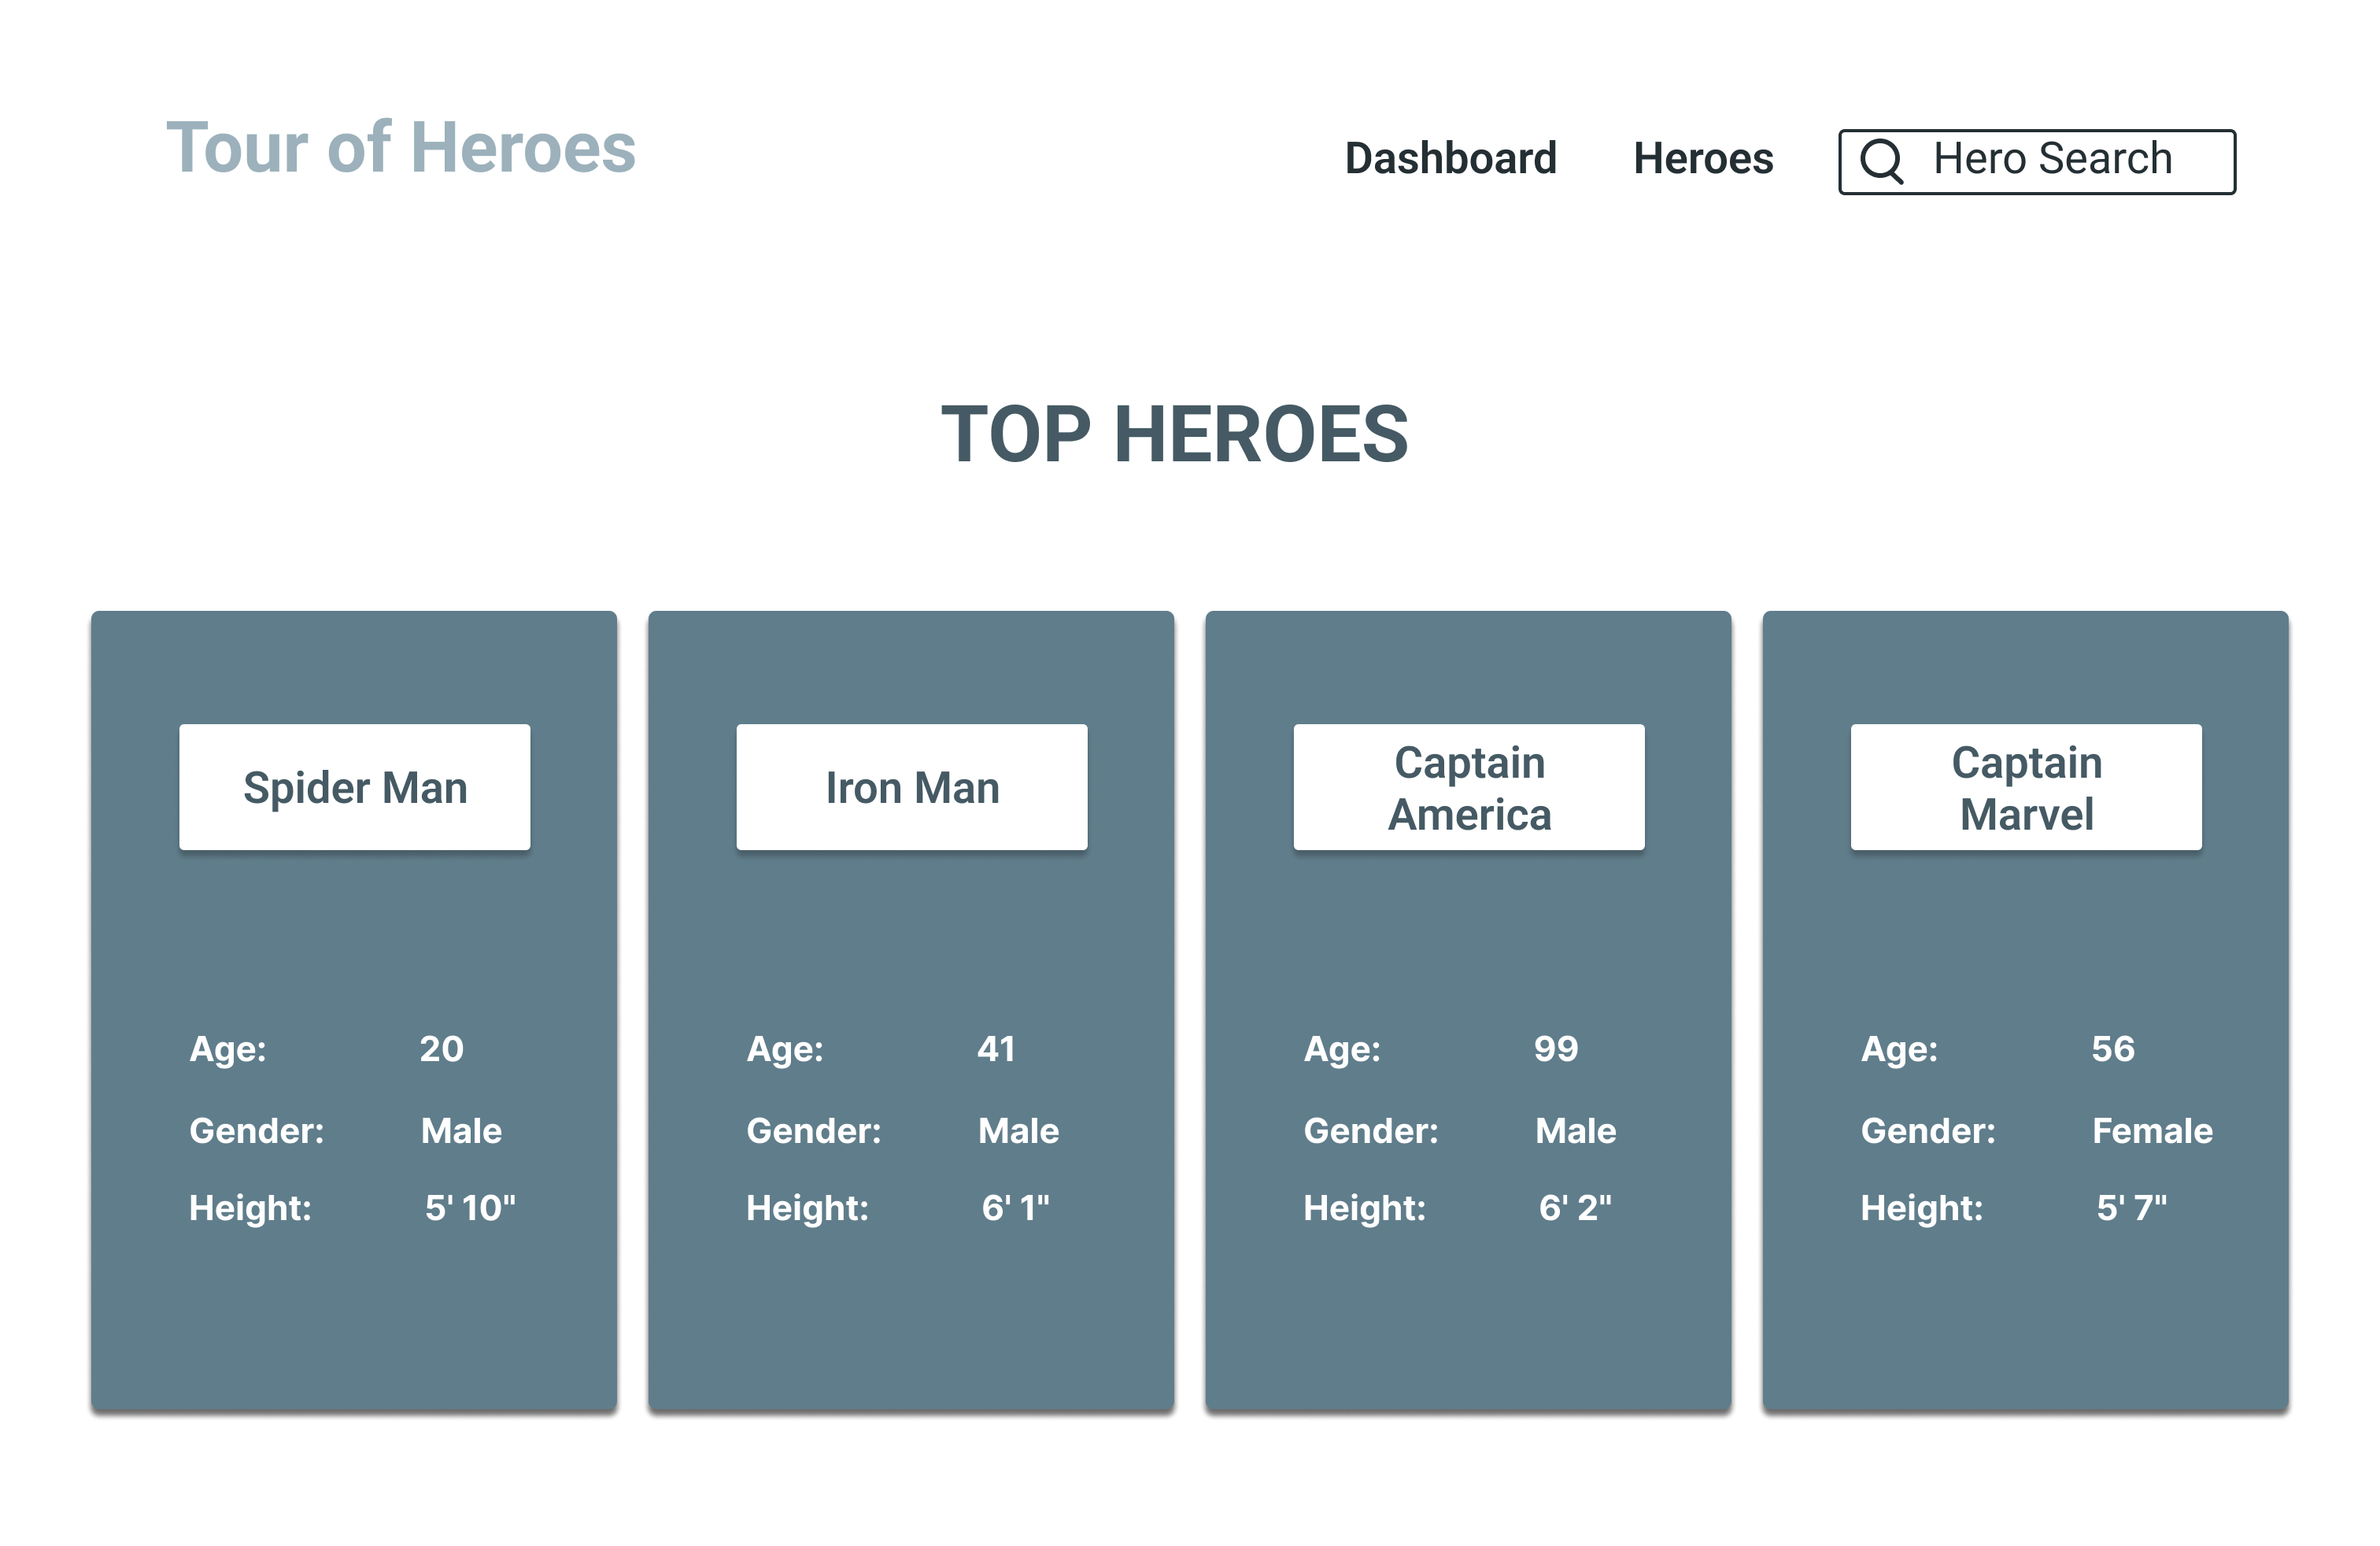 Tour of Heroes
Dashboard
Heroes
Hero Search
TOP HEROES
Spider Man
Age: 20
Gender: Male
Height: 5' 10"
Iron Man
Age: 41
Gender: Male
Height: 6' 1"
Captain
America
Age: 99
Gender: Male
Height: 6' 2"
Captain
Marvel
Age: 56
Gender: Female
Height: 5' 7"